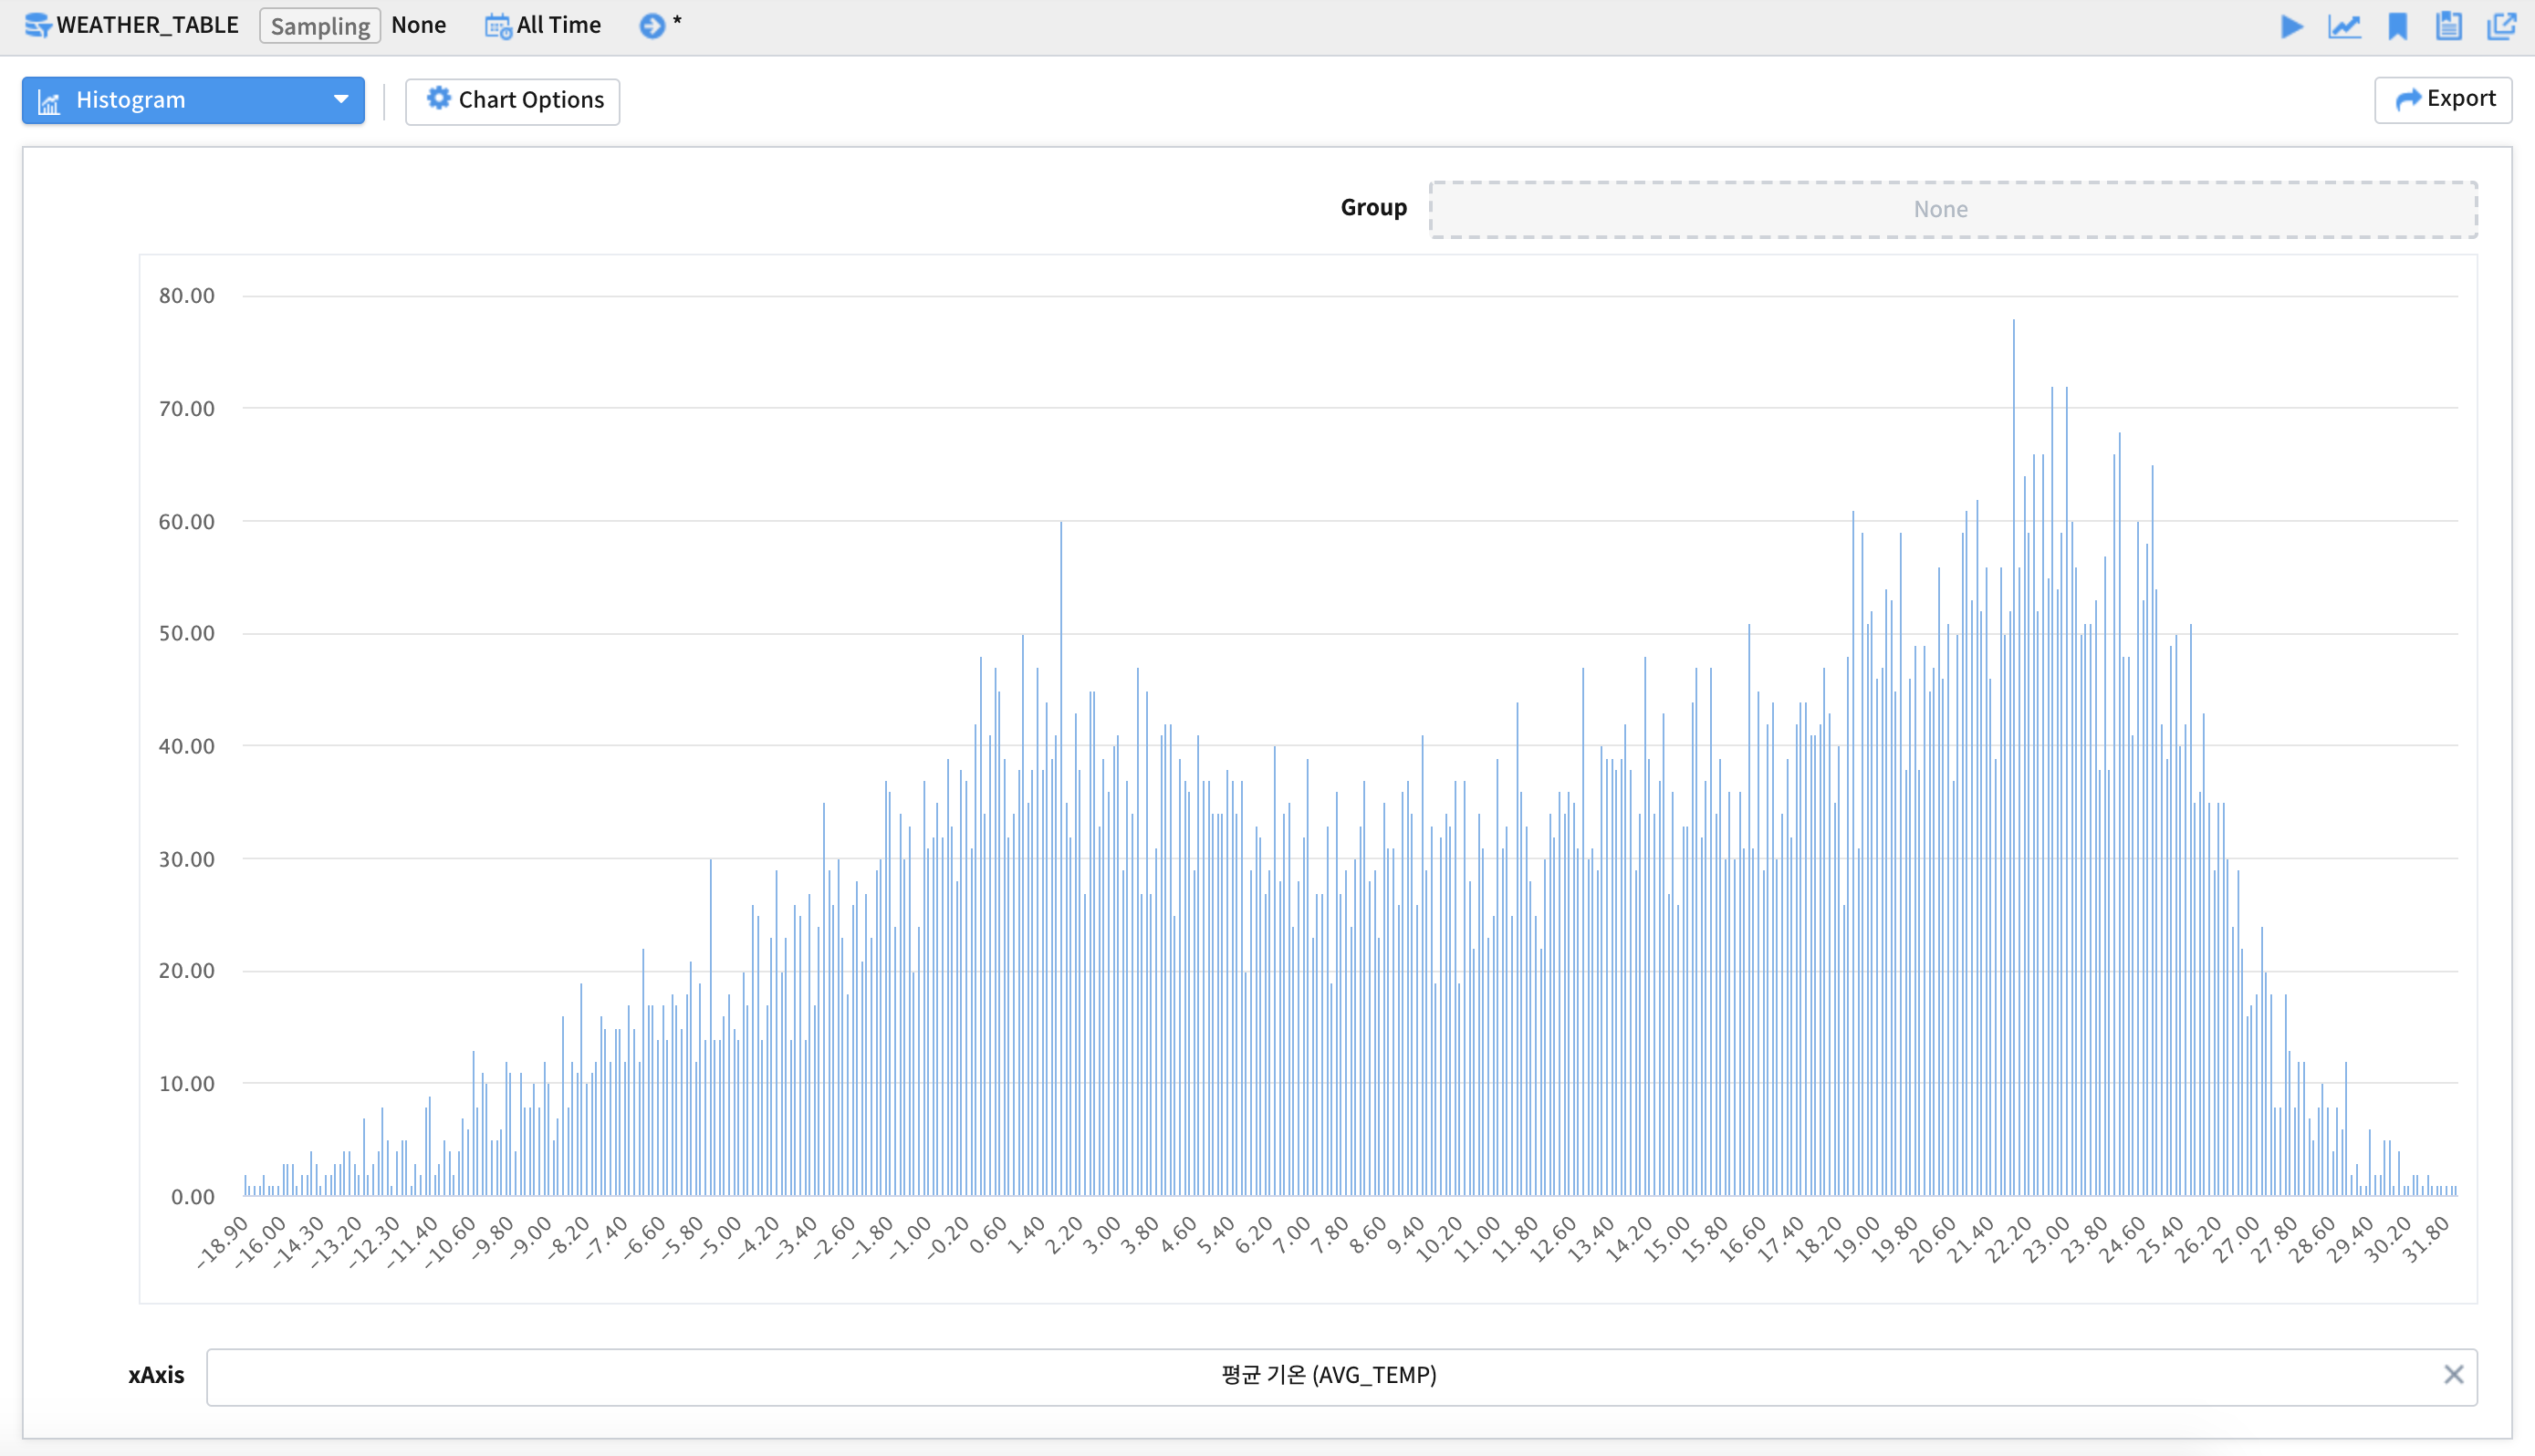 WEATHER_TABLE Sampling None All Time *
Histogram Chart Options Export
Group None
80.00
70.00
60.00
50.00
40.00
30.00
20.00
10.00
0.00
−18.90 −16.00 −14.30 −13.20 −12.30 −11.40 −10.60 −9.80 −9.00 −8.20 −7.40 −6.60 −5.80 −5.00 −4.20 −3.40 −2.60 −1.80 −1.00 −0.20 0.60 1.40 2.20 3.00 3.80 4.60 5.40 6.20 7.00 7.80 8.60 9.40 10.20 11.00 11.80 12.60 13.40 14.20 15.00 15.80 16.60 17.40 18.20 19.00 19.80 20.60 21.40 22.20 23.00 23.80 24.60 25.40 26.20 27.00 27.80 28.60 29.40 30.20 31.80
xAxis 평균 기온 (AVG_TEMP)